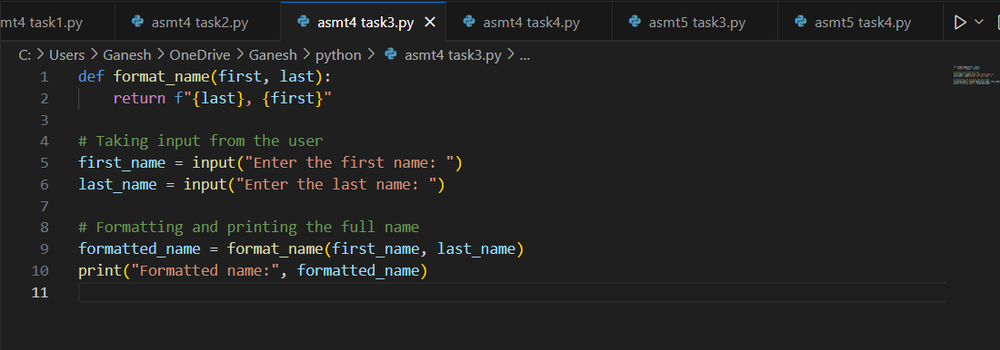 mt4 task1.py asmt4 task2.py asmt4 task3.py asmt4 task4.py asmt5 task3.py asmt5 task4.py
C: > Users > Ganesh > OneDrive > Ganesh > python > asmt4 task3.py > ...
1 def format_name(first, last):
2     return f"{last}, {first}"
3
4 # Taking input from the user
5 first_name = input("Enter the first name: ")
6 last_name = input("Enter the last name: ")
7
8 # Formatting and printing the full name
9 formatted_name = format_name(first_name, last_name)
10 print("Formatted name:", formatted_name)
11